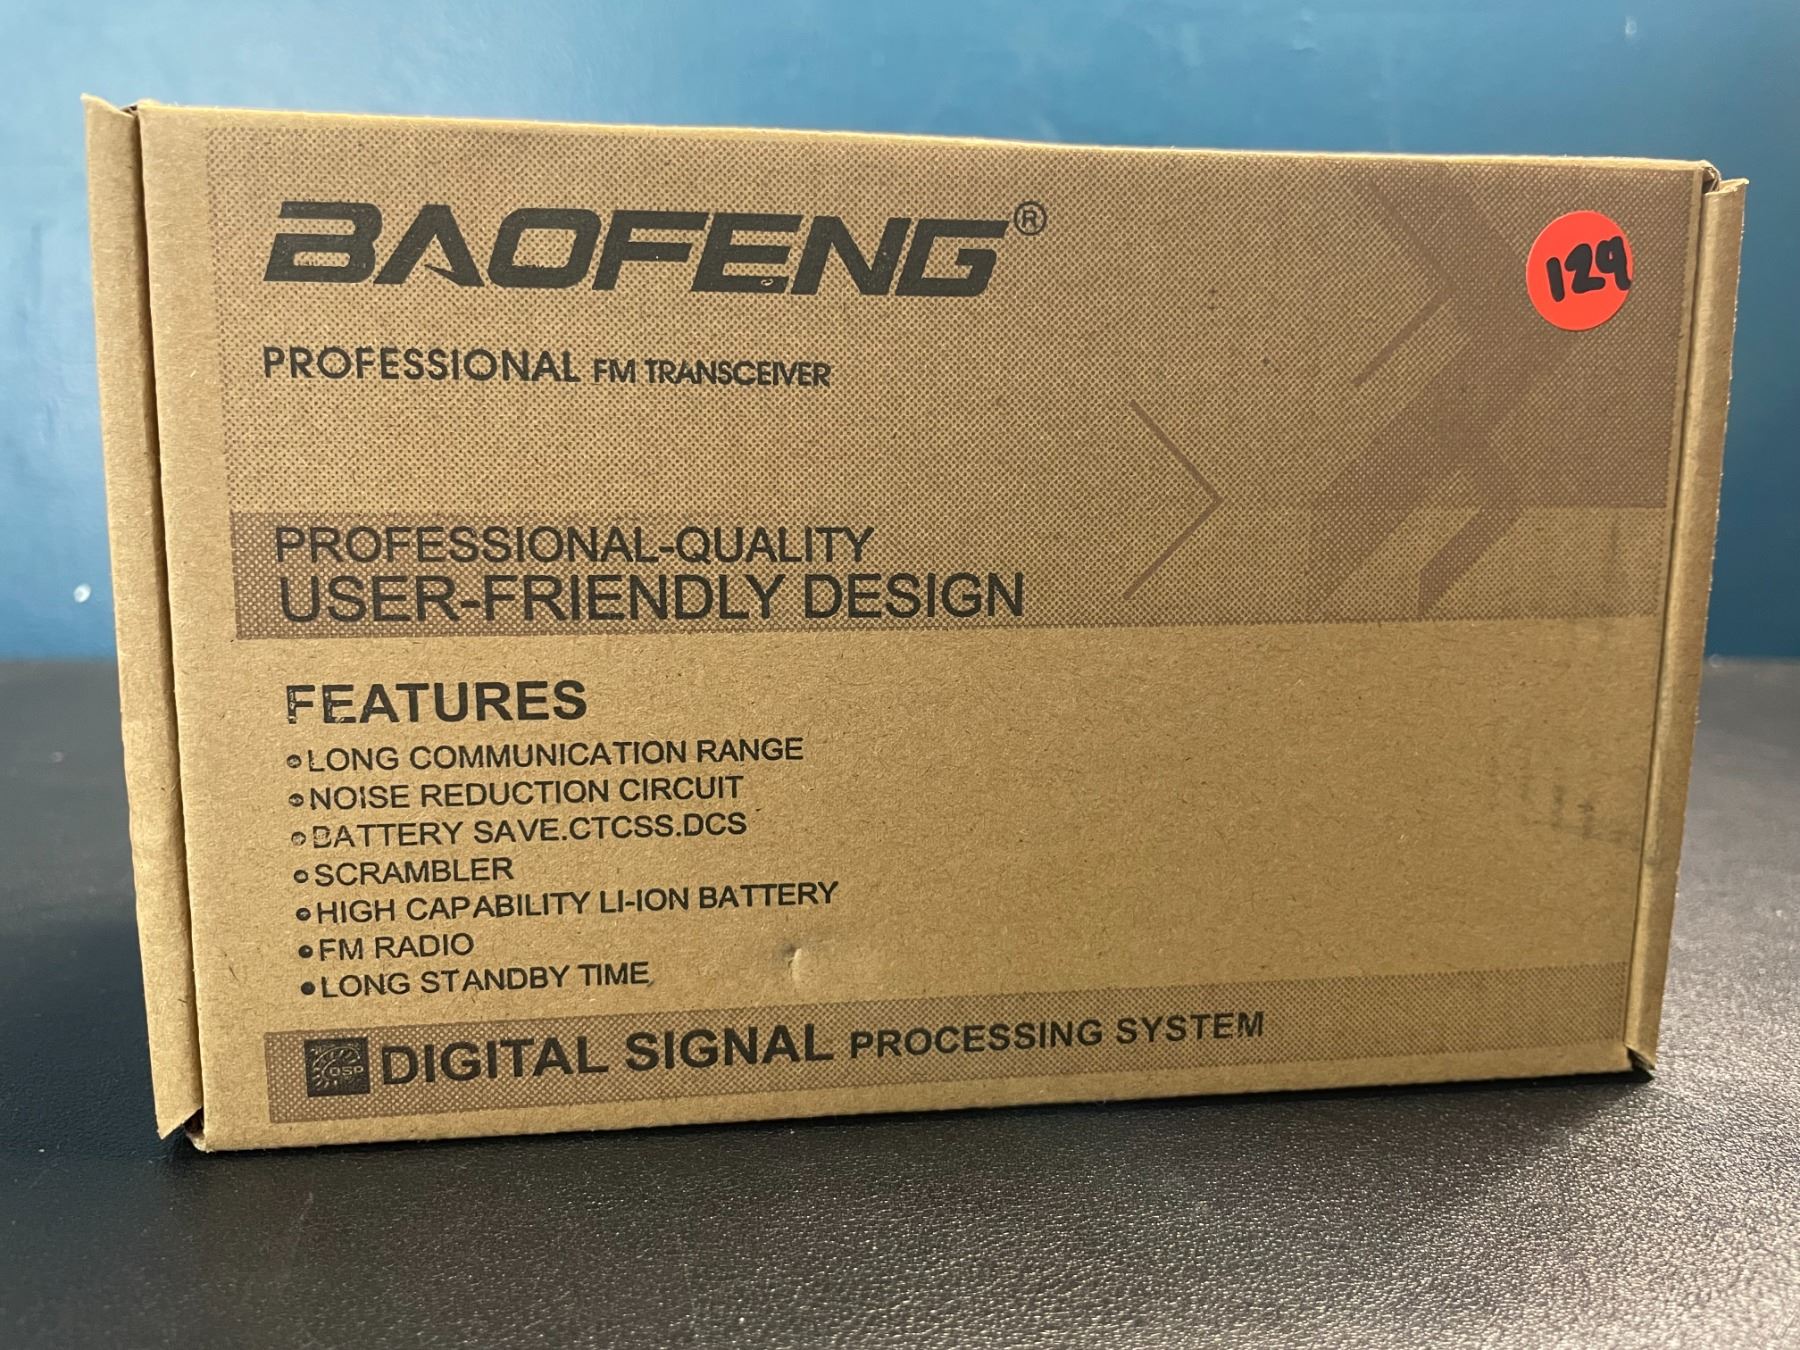 BAOFENG®
129
PROFESSIONAL FM TRANSCEIVER
PROFESSIONAL-QUALITY
USER-FRIENDLY DESIGN
FEATURES
•LONG COMMUNICATION RANGE
•NOISE REDUCTION CIRCUIT
•BATTERY SAVE.CTCSS.DCS
•SCRAMBLER
•HIGH CAPABILITY LI-ION BATTERY
•FM RADIO
•LONG STANDBY TIME
DSP DIGITAL SIGNAL PROCESSING SYSTEM